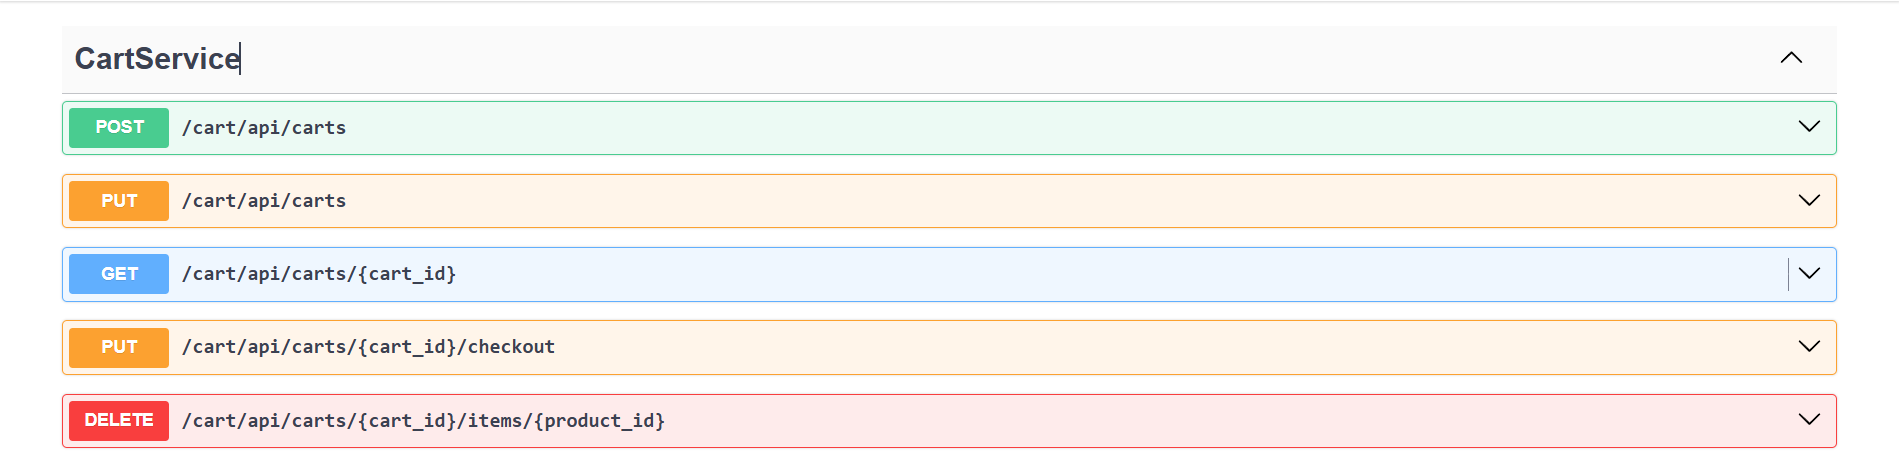 CartService
POST /cart/api/carts
PUT /cart/api/carts
GET /cart/api/carts/{cart_id}
PUT /cart/api/carts/{cart_id}/checkout
DELETE /cart/api/carts/{cart_id}/items/{product_id}